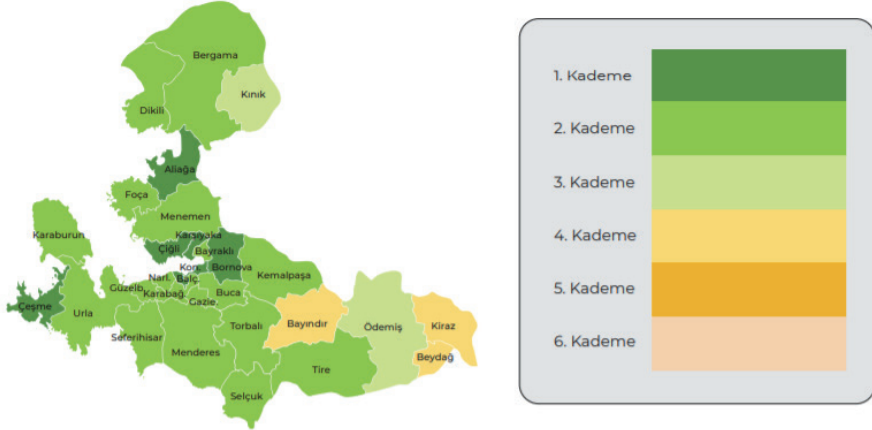 Bergama
Kınık
Dikili
Aliağa
Foça
Menemen
Karaburun
Karşıyaka
Çiğli
Bayraklı
Kon.
Bornova
Narl.
Balç.
Kemalpaşa
Güzelb.
Karabağ.
Buca
Gazie.
Çeşme
Urla
Seferihisar
Torbalı
Bayındır
Ödemiş
Kiraz
Menderes
Beydağ
Tire
Selçuk
1. Kademe
2. Kademe
3. Kademe
4. Kademe
5. Kademe
6. Kademe